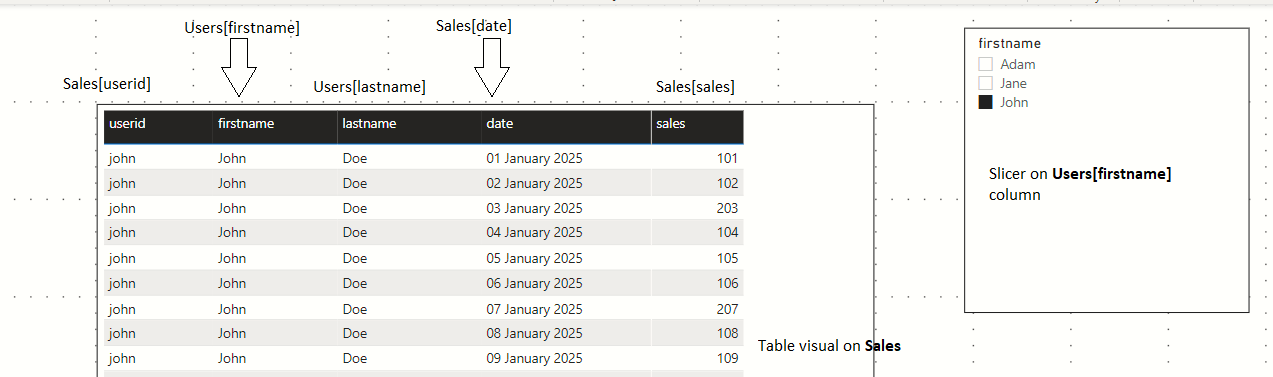 Users[firstname]
Sales[date]
Sales[userid]
Users[lastname]
Sales[sales]
userid firstname lastname date sales
john John Doe 01 January 2025 101
john John Doe 02 January 2025 102
john John Doe 03 January 2025 203
john John Doe 04 January 2025 104
john John Doe 05 January 2025 105
john John Doe 06 January 2025 106
john John Doe 07 January 2025 207
john John Doe 08 January 2025 108
john John Doe 09 January 2025 109
Table visual on Sales
firstname
Adam
Jane
John
Slicer on Users[firstname]
column